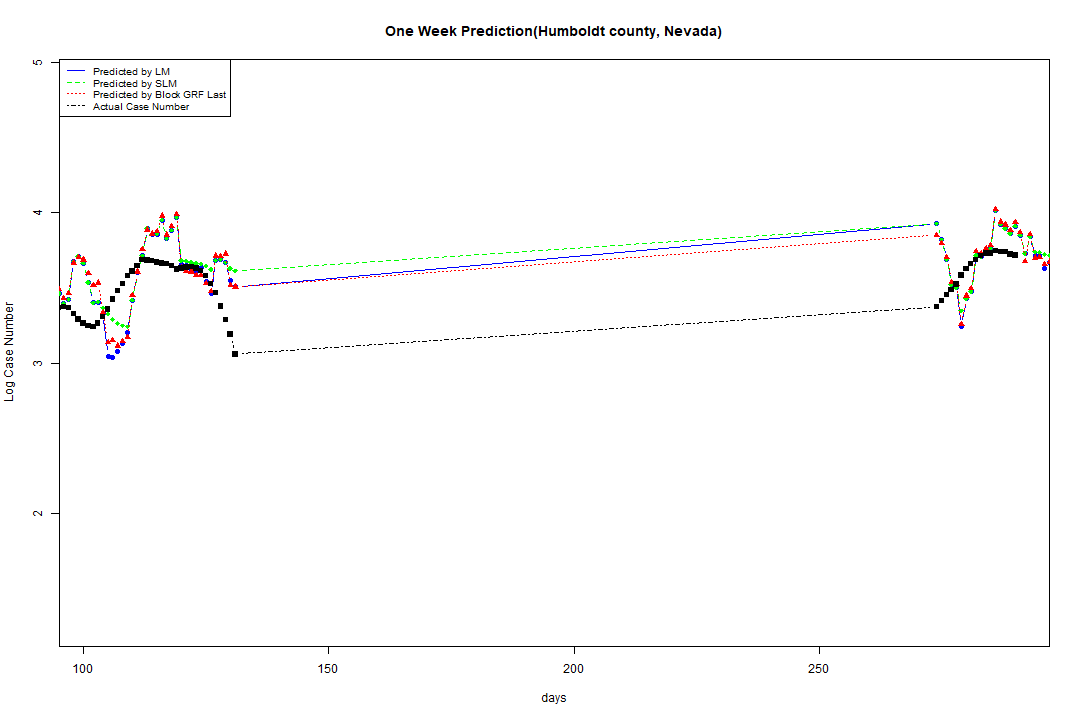 One Week Prediction(Humboldt county, Nevada)
Predicted by LM
Predicted by SLM
Predicted by Block GRF Last
Actual Case Number
5
4
3
2
Log Case Number
100 150 200 250
days